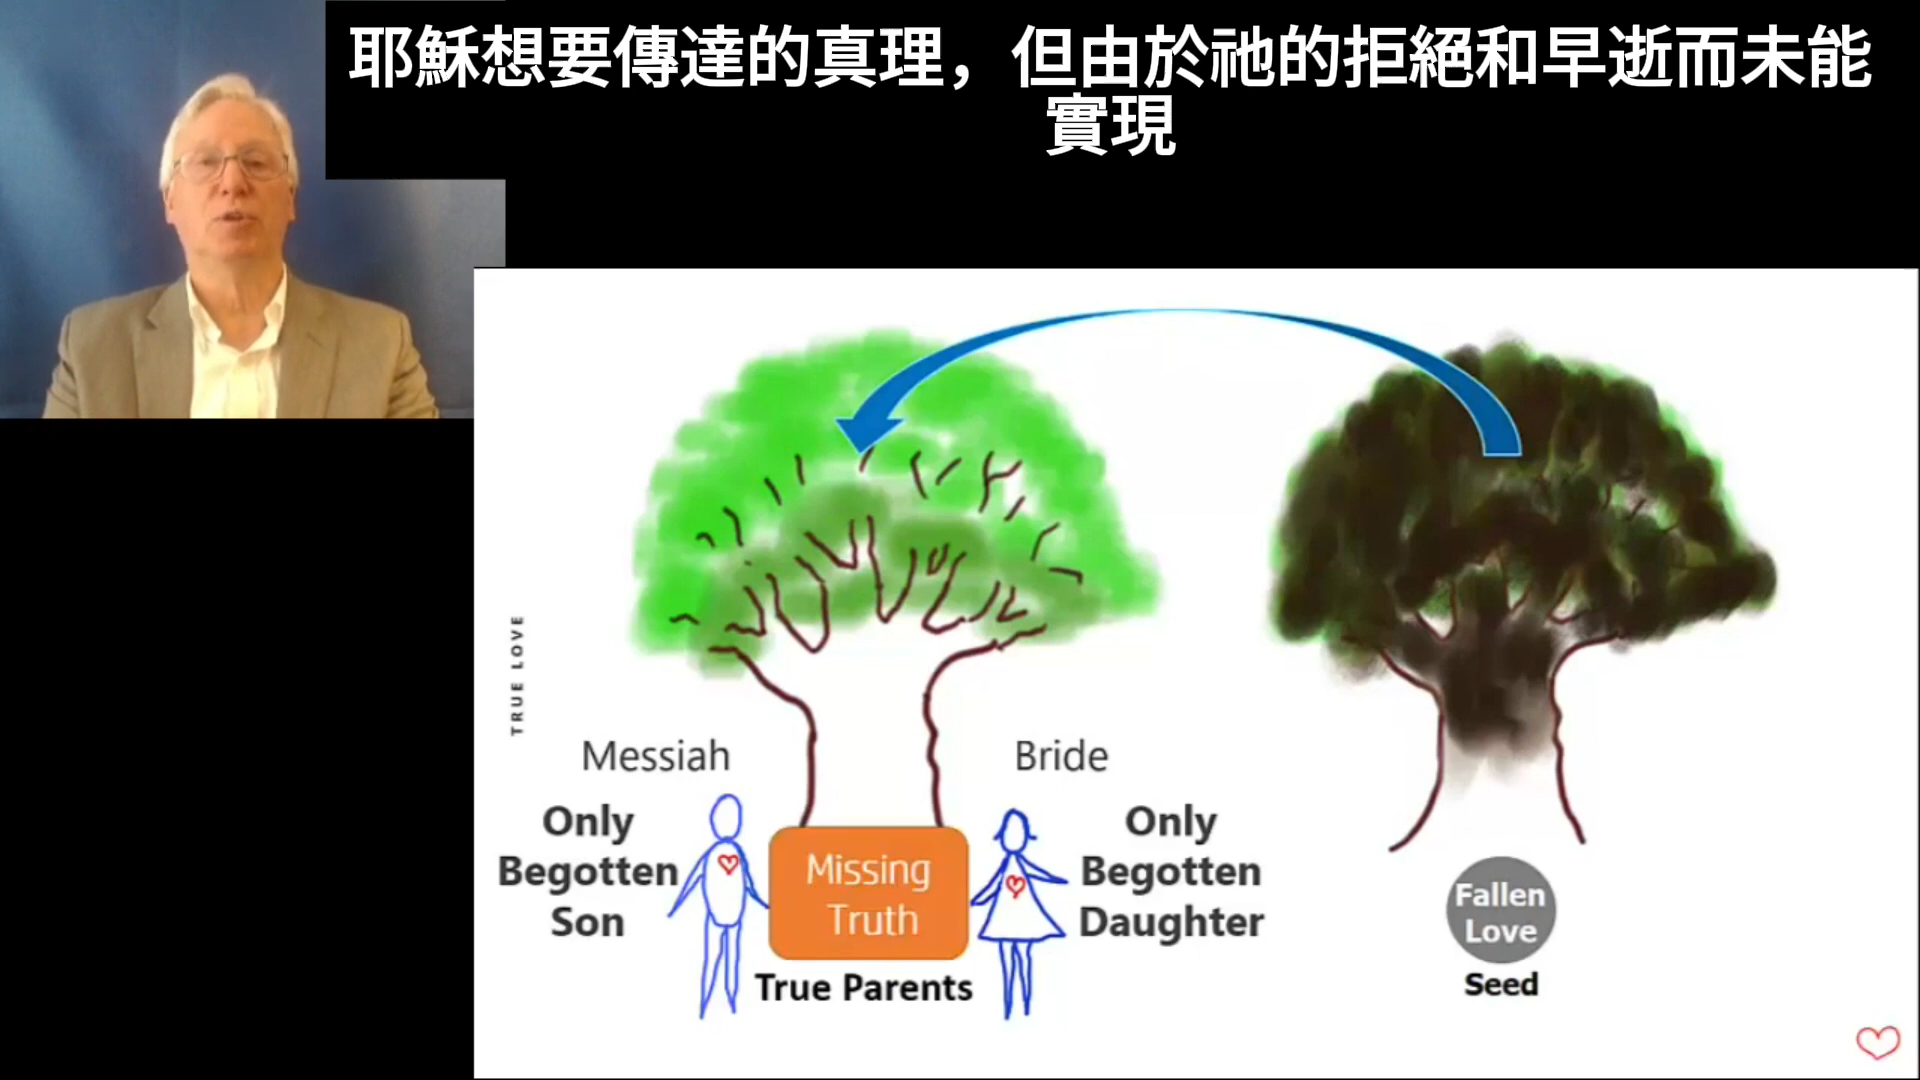 耶穌想要傳達的真理，但由於祂的拒絕和早逝而未能
實現
TRUE LOVE
Messiah
Bride
Only
Begotten
Son
Missing
Truth
True Parents
Only
Begotten
Daughter
Fallen
Love
Seed